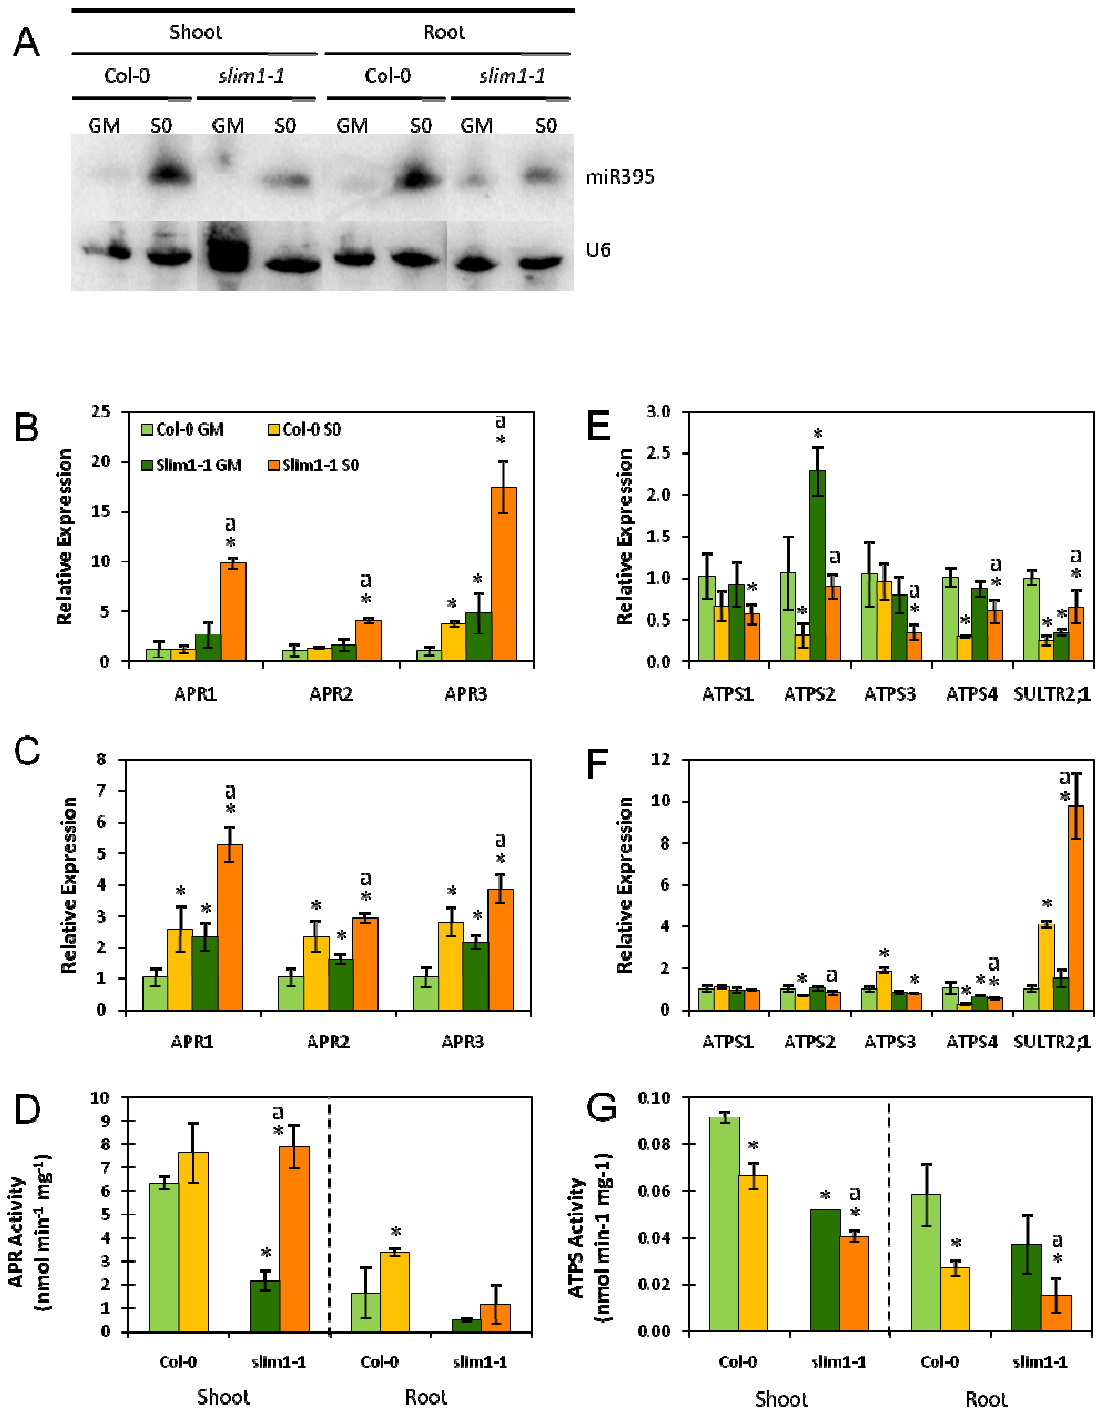 A
Shoot Root
Col-0 slim1-1 Col-0 slim1-1
GM S0 GM S0 GM S0 GM S0
miR395
U6
B
Relative Expression
25
20
15
10
5
0
Col-0 GM Col-0 S0
Slim1-1 GM Slim1-1 S0
a
*
a
*
* *
a
*
APR1 APR2 APR3
E
Relative Expression
3.0
2.5
2.0
1.5
1.0
0.5
0.0
*
* *
a
a
*
*
a
*
* *
a
*
ATPS1 ATPS2 ATPS3 ATPS4 SULTR2;1
C
Relative Expression
8
7
6
5
4
3
2
1
0
* *
a
*
* *
a
*
* *
a
*
APR1 APR2 APR3
F
Relative Expression
12
10
8
6
4
2
0
*
a
* *
* *
a
*
*
a
*
ATPS1 ATPS2 ATPS3 ATPS4 SULTR2;1
D
APR Activity
(nmol min-1 mg-1)
10
9
8
7
6
5
4
3
2
1
0
*
a
*
*
Col-0 slim1-1 Col-0 slim1-1
Shoot Root
G
ATPS Activity
(nmol min-1 mg-1)
0.10
0.08
0.06
0.04
0.02
0.00
*
*
a
*
*
a
*
Col-0 slim1-1 Col-0 slim1-1
Shoot Root